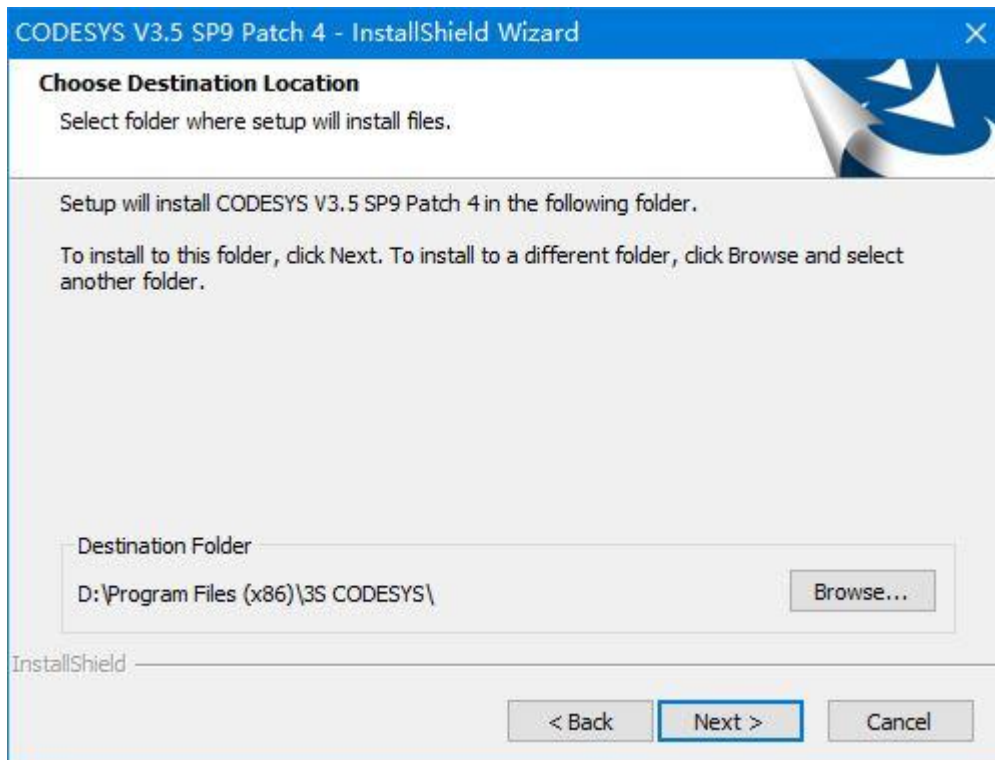 CODESYS V3.5 SP9 Patch 4 - InstallShield Wizard
Choose Destination Location
Select folder where setup will install files.
Setup will install CODESYS V3.5 SP9 Patch 4 in the following folder.
To install to this folder, click Next. To install to a different folder, click Browse and select
another folder.
Destination Folder
D:\Program Files (x86)\3S CODESYS\
Browse...
InstallShield
< Back
Next >
Cancel